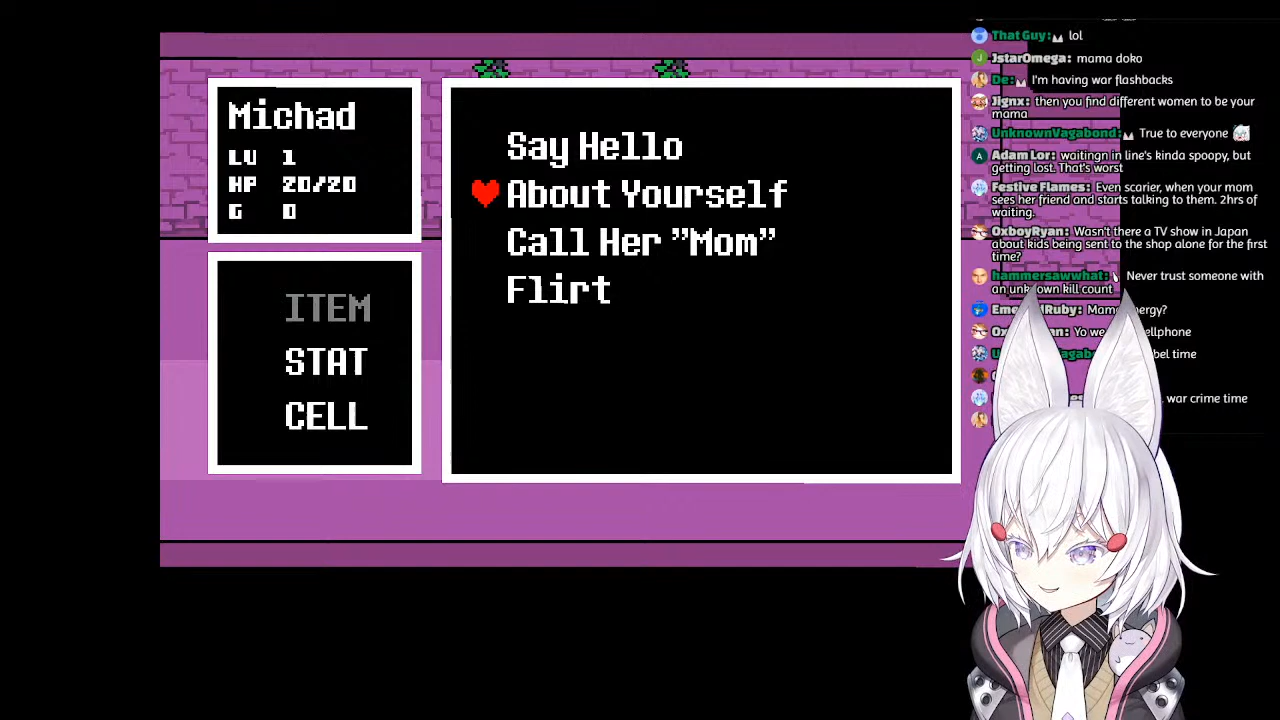 Michad
LV 1
HP 20/20
G 0
ITEM
STAT
CELL
Say Hello
About Yourself
Call Her "Mom"
Flirt
That Guy: lol
JstarOmega: mama doko
De: I'm having war flashbacks
Jignx: then you find different women to be your
mama
UnknownVagabond: True to everyone
Adam Lor: waitingn in line's kinda spoopy, but
getting lost. That's worst
Festive Flames: Even scarier, when your mom
sees her friend and starts talking to them. 2hrs of
waiting.
OxboyRyan: Wasn't there a TV show in Japan
about kids being sent to the shop alone for the first
time?
hammersawwhat: Never trust someone with
an unknown kill count
war crime time